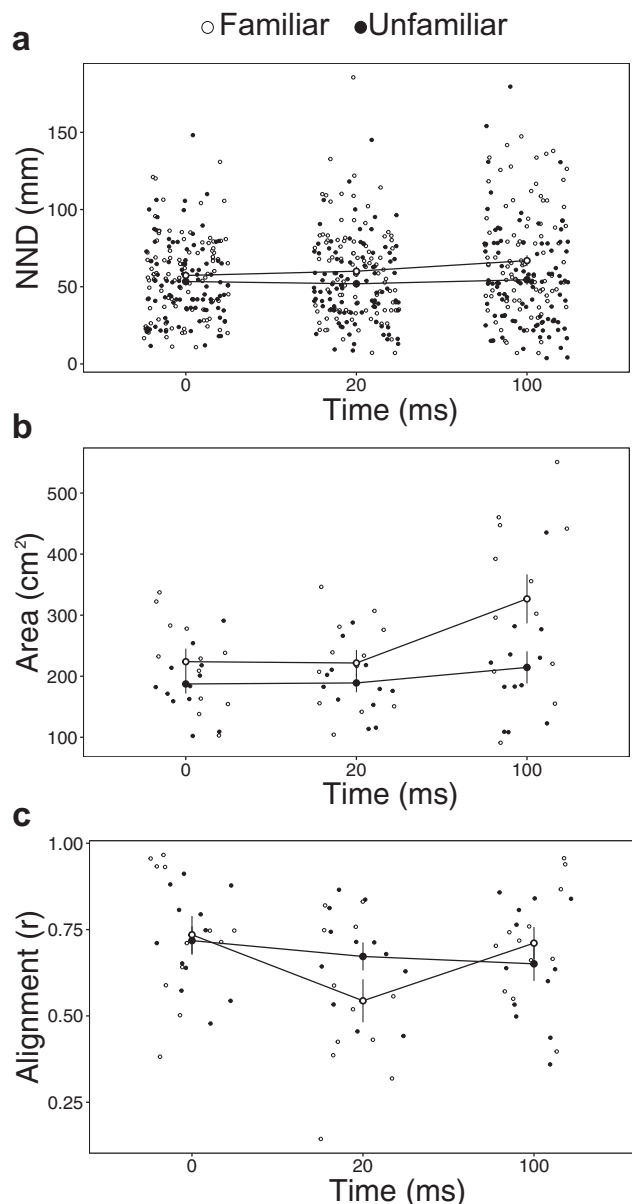 ○Familiar ●Unfamiliar
a
NND (mm)
150
100
50
0
0 20 100
Time (ms)
b
Area (cm²)
500
400
300
200
100
0 20 100
Time (ms)
c
Alignment (r)
1.00
0.75
0.50
0.25
0 20 100
Time (ms)